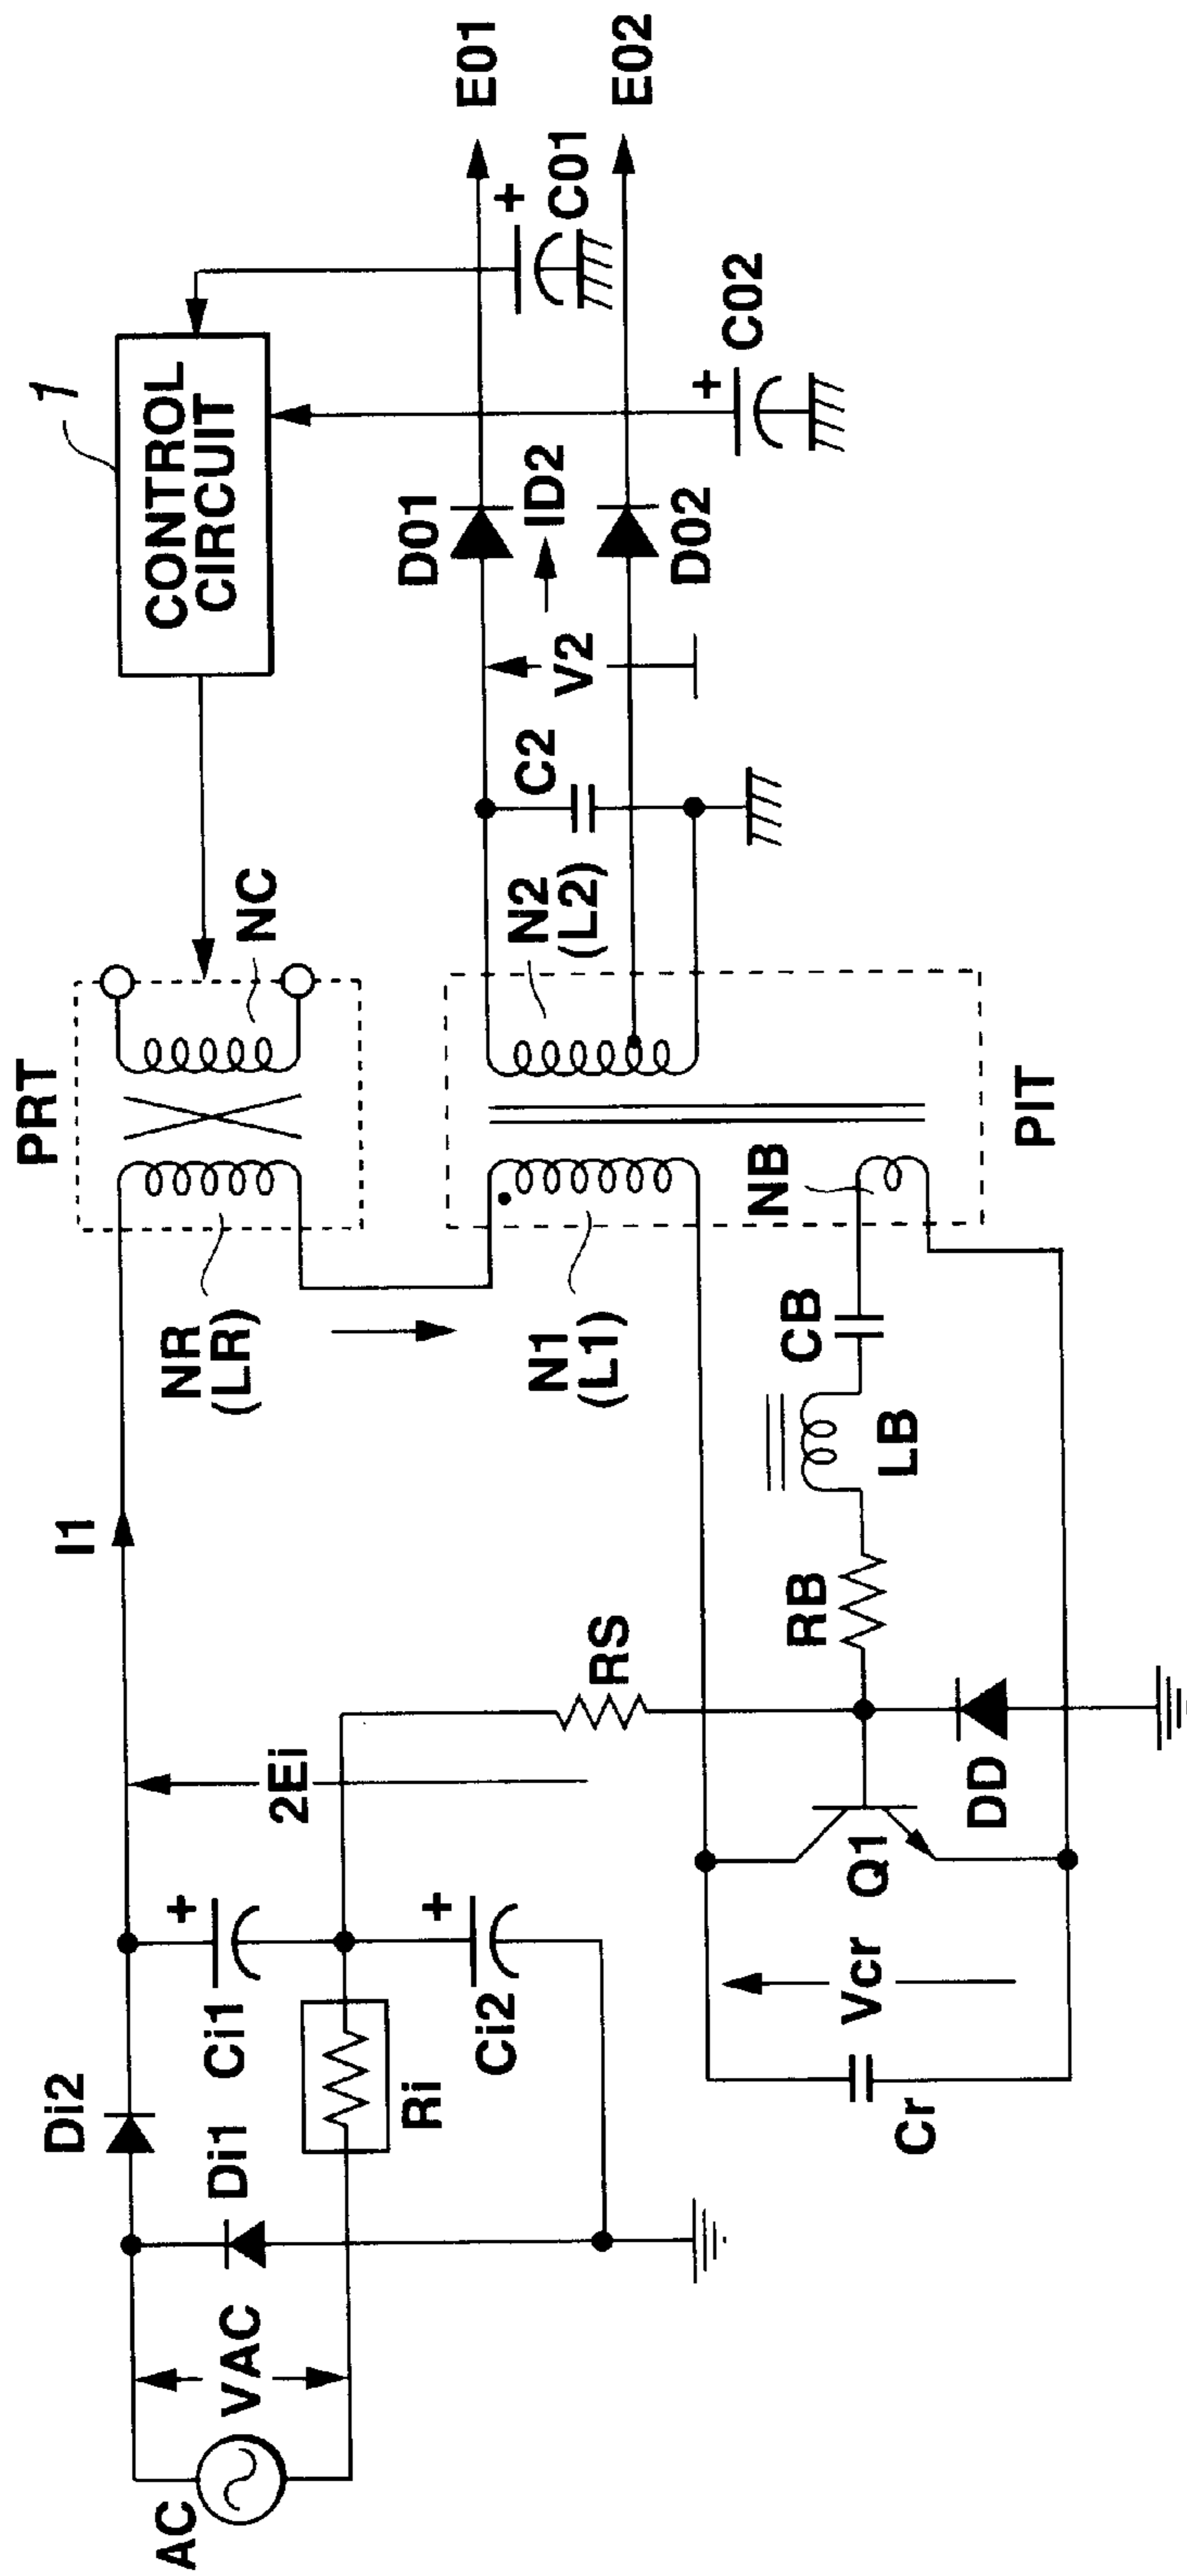 AC
VAC
Di2
Di1
Ri
Ci1
+
Ci2
+
2Ei
I1
RS
Vcr
Cr
Q1
DD
RB
LB
CB
NB
NR
(LR)
N1
(L1)
PRT
NC
PIT
N2
(L2)
C2
V2
ID2
D01
D02
1
CONTROL
CIRCUIT
+
C01
+
C02
E01
E02